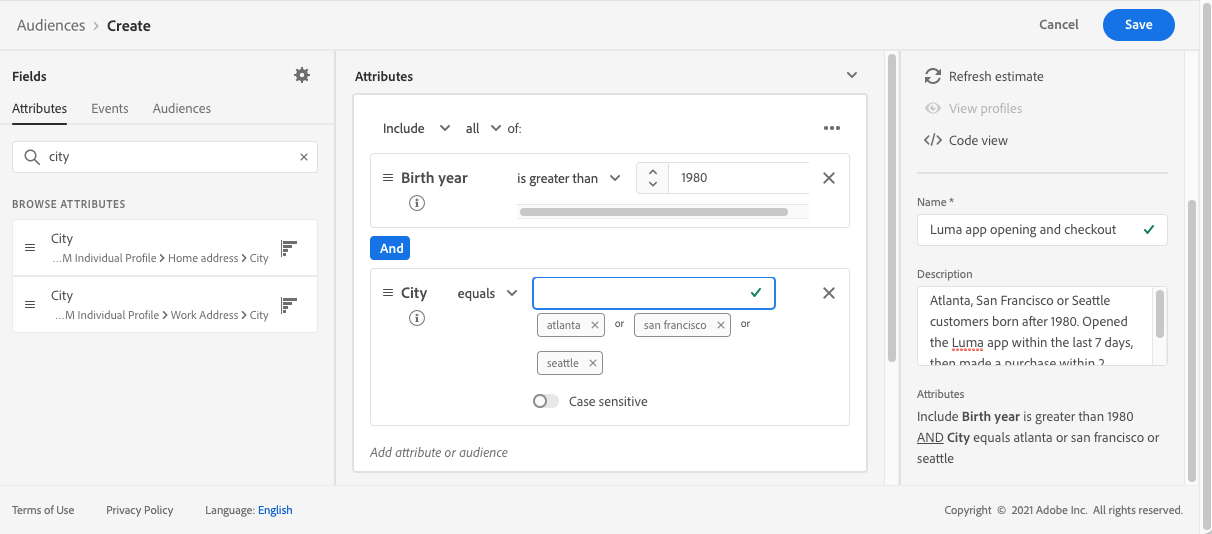 Audiences > Create
Cancel
Save
Fields
Attributes
Events
Audiences
city
BROWSE ATTRIBUTES
City
...M Individual Profile > Home address > City
City
...M Individual Profile > Work Address > City
Attributes
Include
all
of:
Birth year
is greater than
1980
And
City
equals
atlanta
or
san francisco
or
seattle
Case sensitive
Add attribute or audience
Refresh estimate
View profiles
</> Code view
Name *
Luma app opening and checkout
Description
Atlanta, San Francisco or Seattle
customers born after 1980. Opened
the Luma app within the last 7 days,
then made a purchase within 2
Attributes
Include Birth year is greater than 1980
AND City equals atlanta or san francisco or
seattle
Terms of Use
Privacy Policy
Language: English
Copyright © 2021 Adobe Inc. All rights reserved.